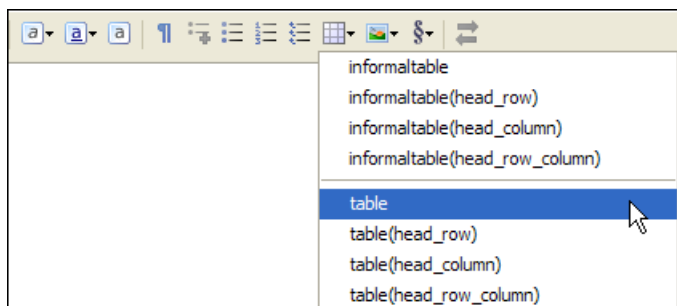 a a a ¶ §
informaltable
informaltable(head_row)
informaltable(head_column)
informaltable(head_row_column)
table
table(head_row)
table(head_column)
table(head_row_column)